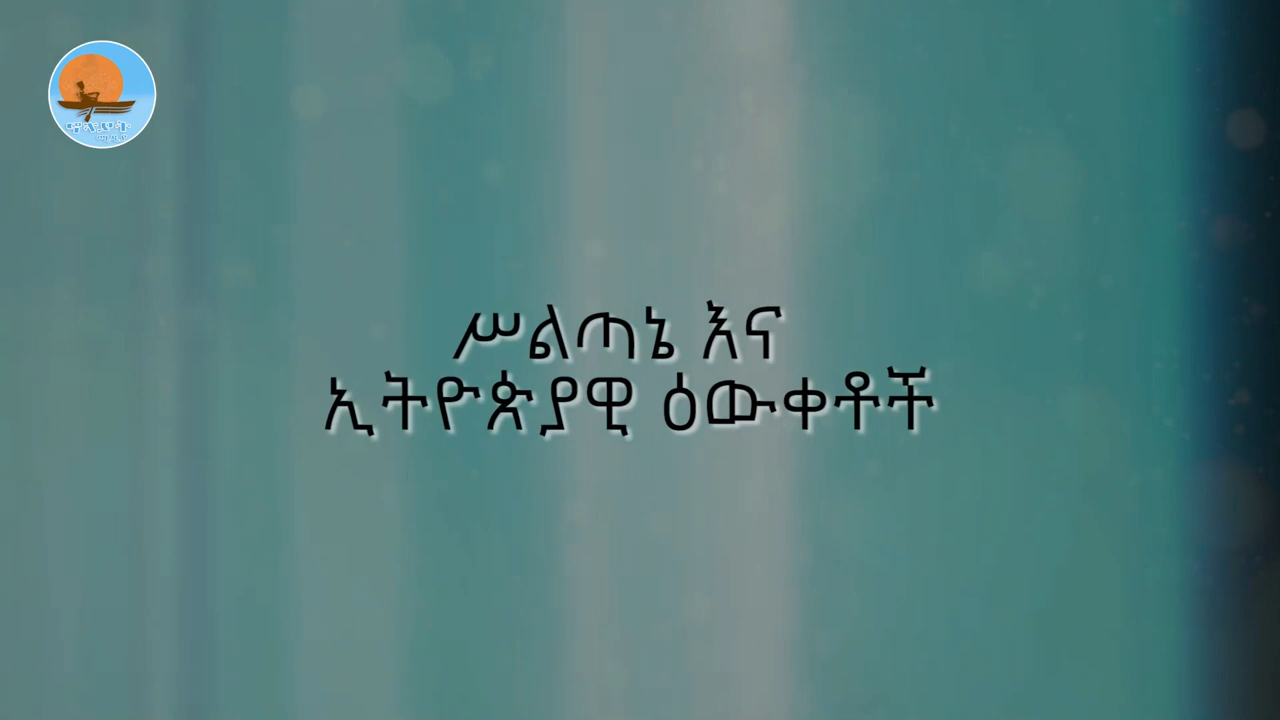 ሥልጣኔ እና
ኢትዮጵያዊ ዕውቀቶች